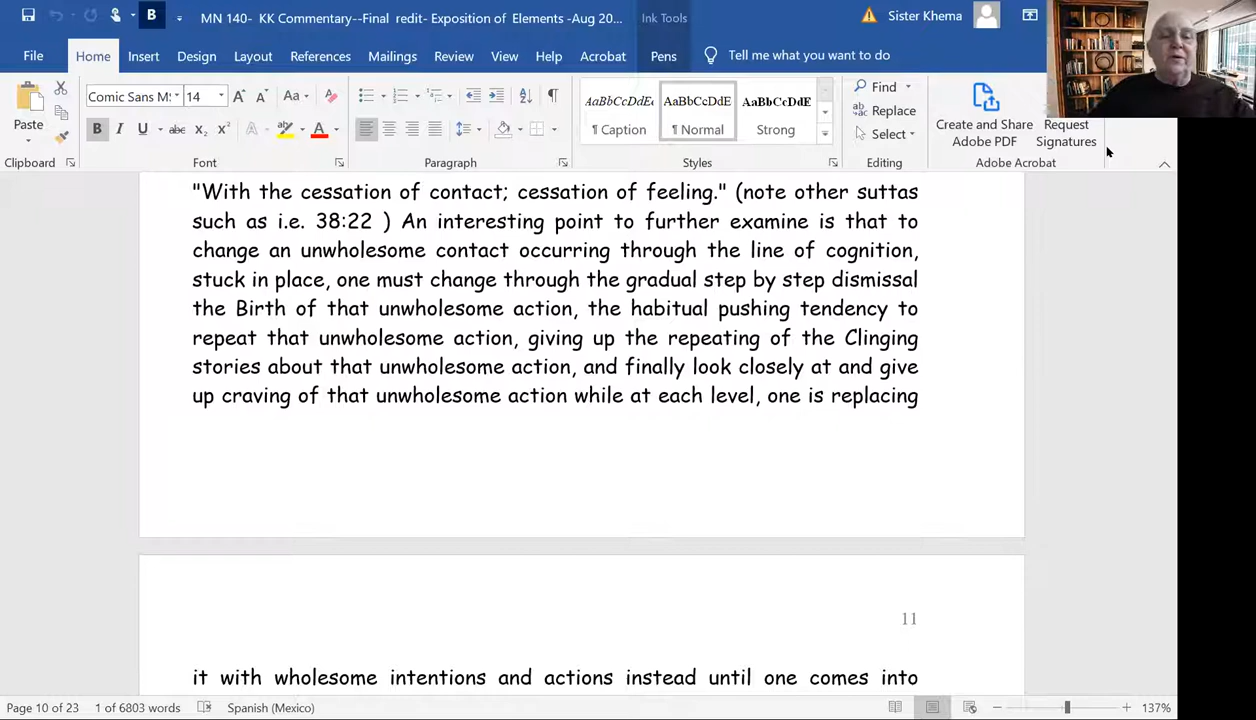 MN 140- KK Commentary--Final redit- Exposition of Elements -Aug 20...
Ink Tools
Sister Khema
File Home Insert Design Layout References Mailings Review View Help Acrobat Pens Tell me what you want to do
Paste
Clipboard
Comic Sans M! 14
Font
Paragraph
AaBbCcDdE AaBbCcDdE AaBbCcDdE
¶ Caption ¶ Normal Strong
Styles
Find
Replace
Select
Editing
Create and Share
Adobe PDF
Request
Signatures
Adobe Acrobat
"With the cessation of contact; cessation of feeling." (note other suttas
such as i.e. 38:22 ) An interesting point to further examine is that to
change an unwholesome contact occurring through the line of cognition,
stuck in place, one must change through the gradual step by step dismissal
the Birth of that unwholesome action, the habitual pushing tendency to
repeat that unwholesome action, giving up the repeating of the Clinging
stories about that unwholesome action, and finally look closely at and give
up craving of that unwholesome action while at each level, one is replacing
11
it with wholesome intentions and actions instead until one comes into
Page 10 of 23 1 of 6803 words Spanish (Mexico) 137%